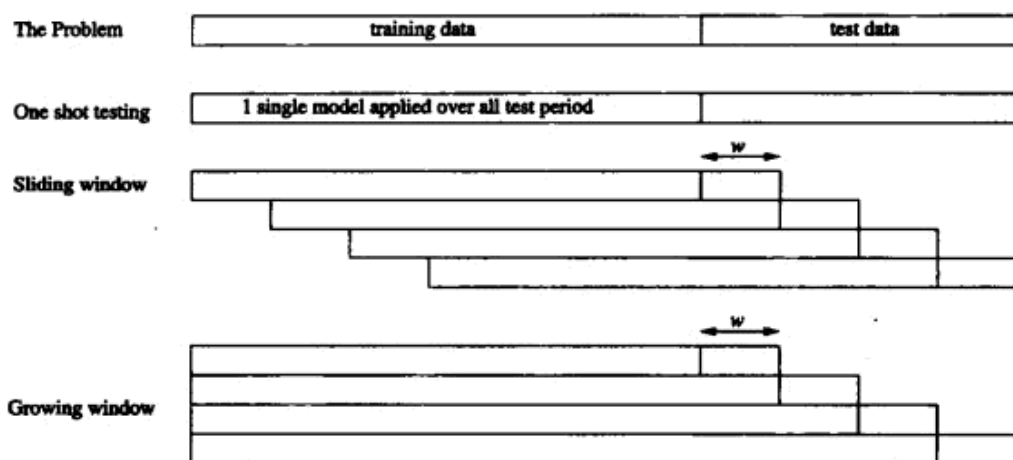 The Problem training data test data
One shot testing 1 single model applied over all test period
w
Sliding window
w
Growing window